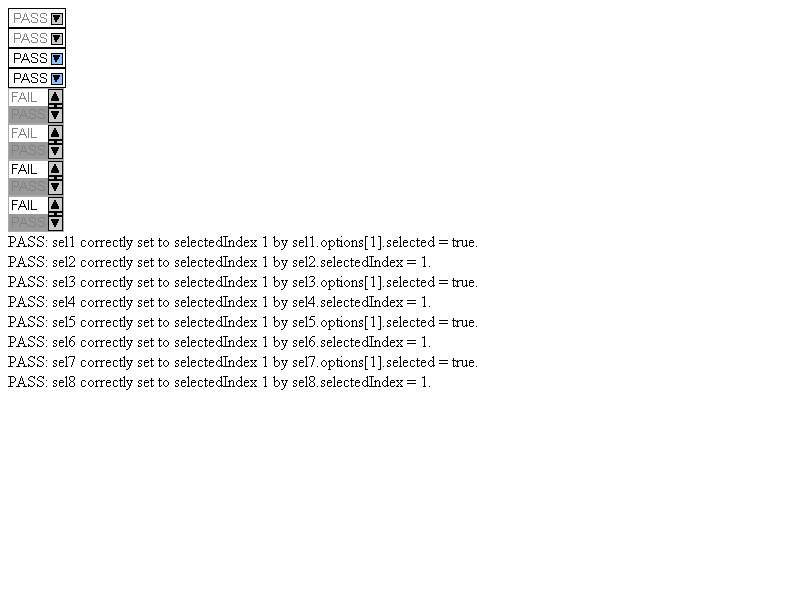 PASS
PASS
PASS
PASS
FAIL
PASS
FAIL
PASS
FAIL
PASS
FAIL
PASS
PASS: sel1 correctly set to selectedIndex 1 by sel1.options[1].selected = true.
PASS: sel2 correctly set to selectedIndex 1 by sel2.selectedIndex = 1.
PASS: sel3 correctly set to selectedIndex 1 by sel3.options[1].selected = true.
PASS: sel4 correctly set to selectedIndex 1 by sel4.selectedIndex = 1.
PASS: sel5 correctly set to selectedIndex 1 by sel5.options[1].selected = true.
PASS: sel6 correctly set to selectedIndex 1 by sel6.selectedIndex = 1.
PASS: sel7 correctly set to selectedIndex 1 by sel7.options[1].selected = true.
PASS: sel8 correctly set to selectedIndex 1 by sel8.selectedIndex = 1.